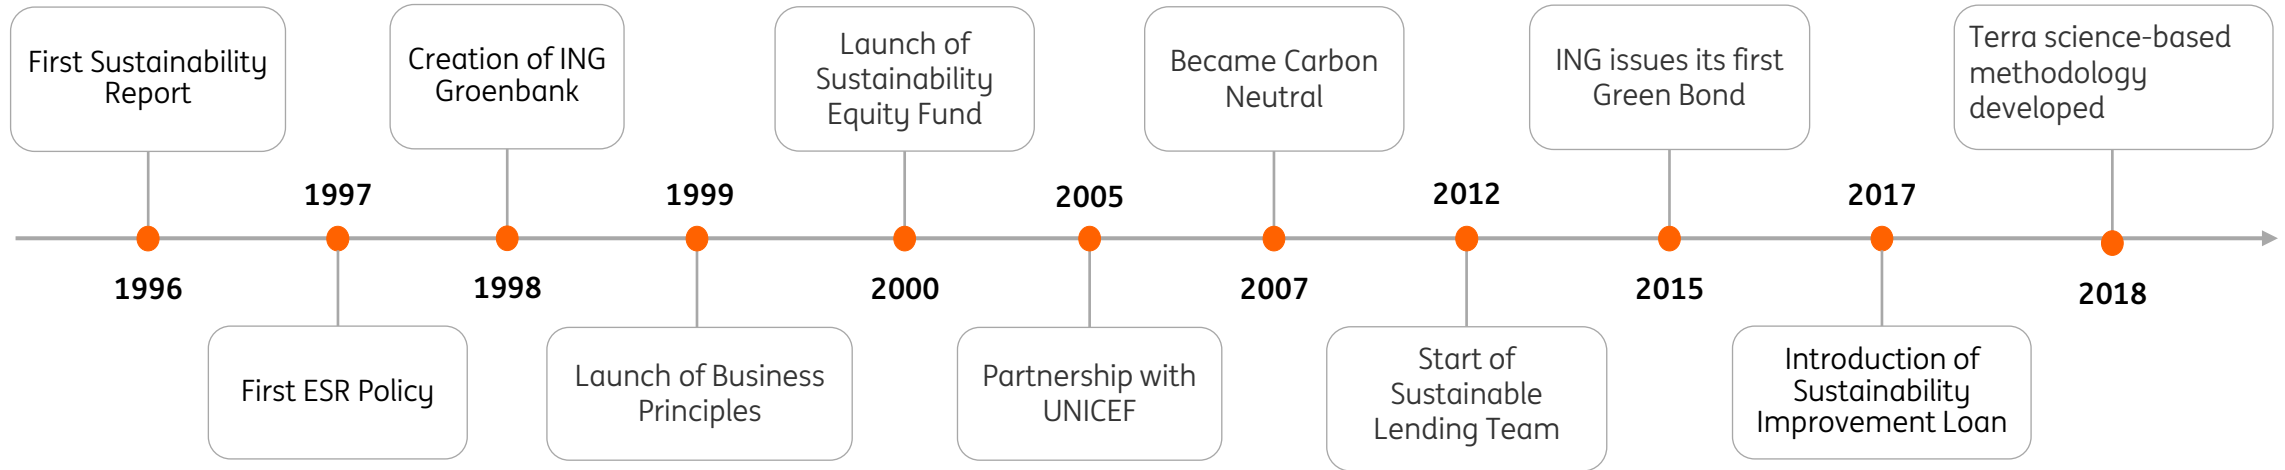 First Sustainability
Report
Creation of ING
Groenbank
Launch of
Sustainability
Equity Fund
Became Carbon
Neutral
ING issues its first
Green Bond
Terra science-based
methodology
developed
1997
1999
2005
2012
2017
1996
1998
2000
2007
2015
2018
First ESR Policy
Launch of Business
Principles
Partnership with
UNICEF
Start of
Sustainable
Lending Team
Introduction of
Sustainability
Improvement Loan